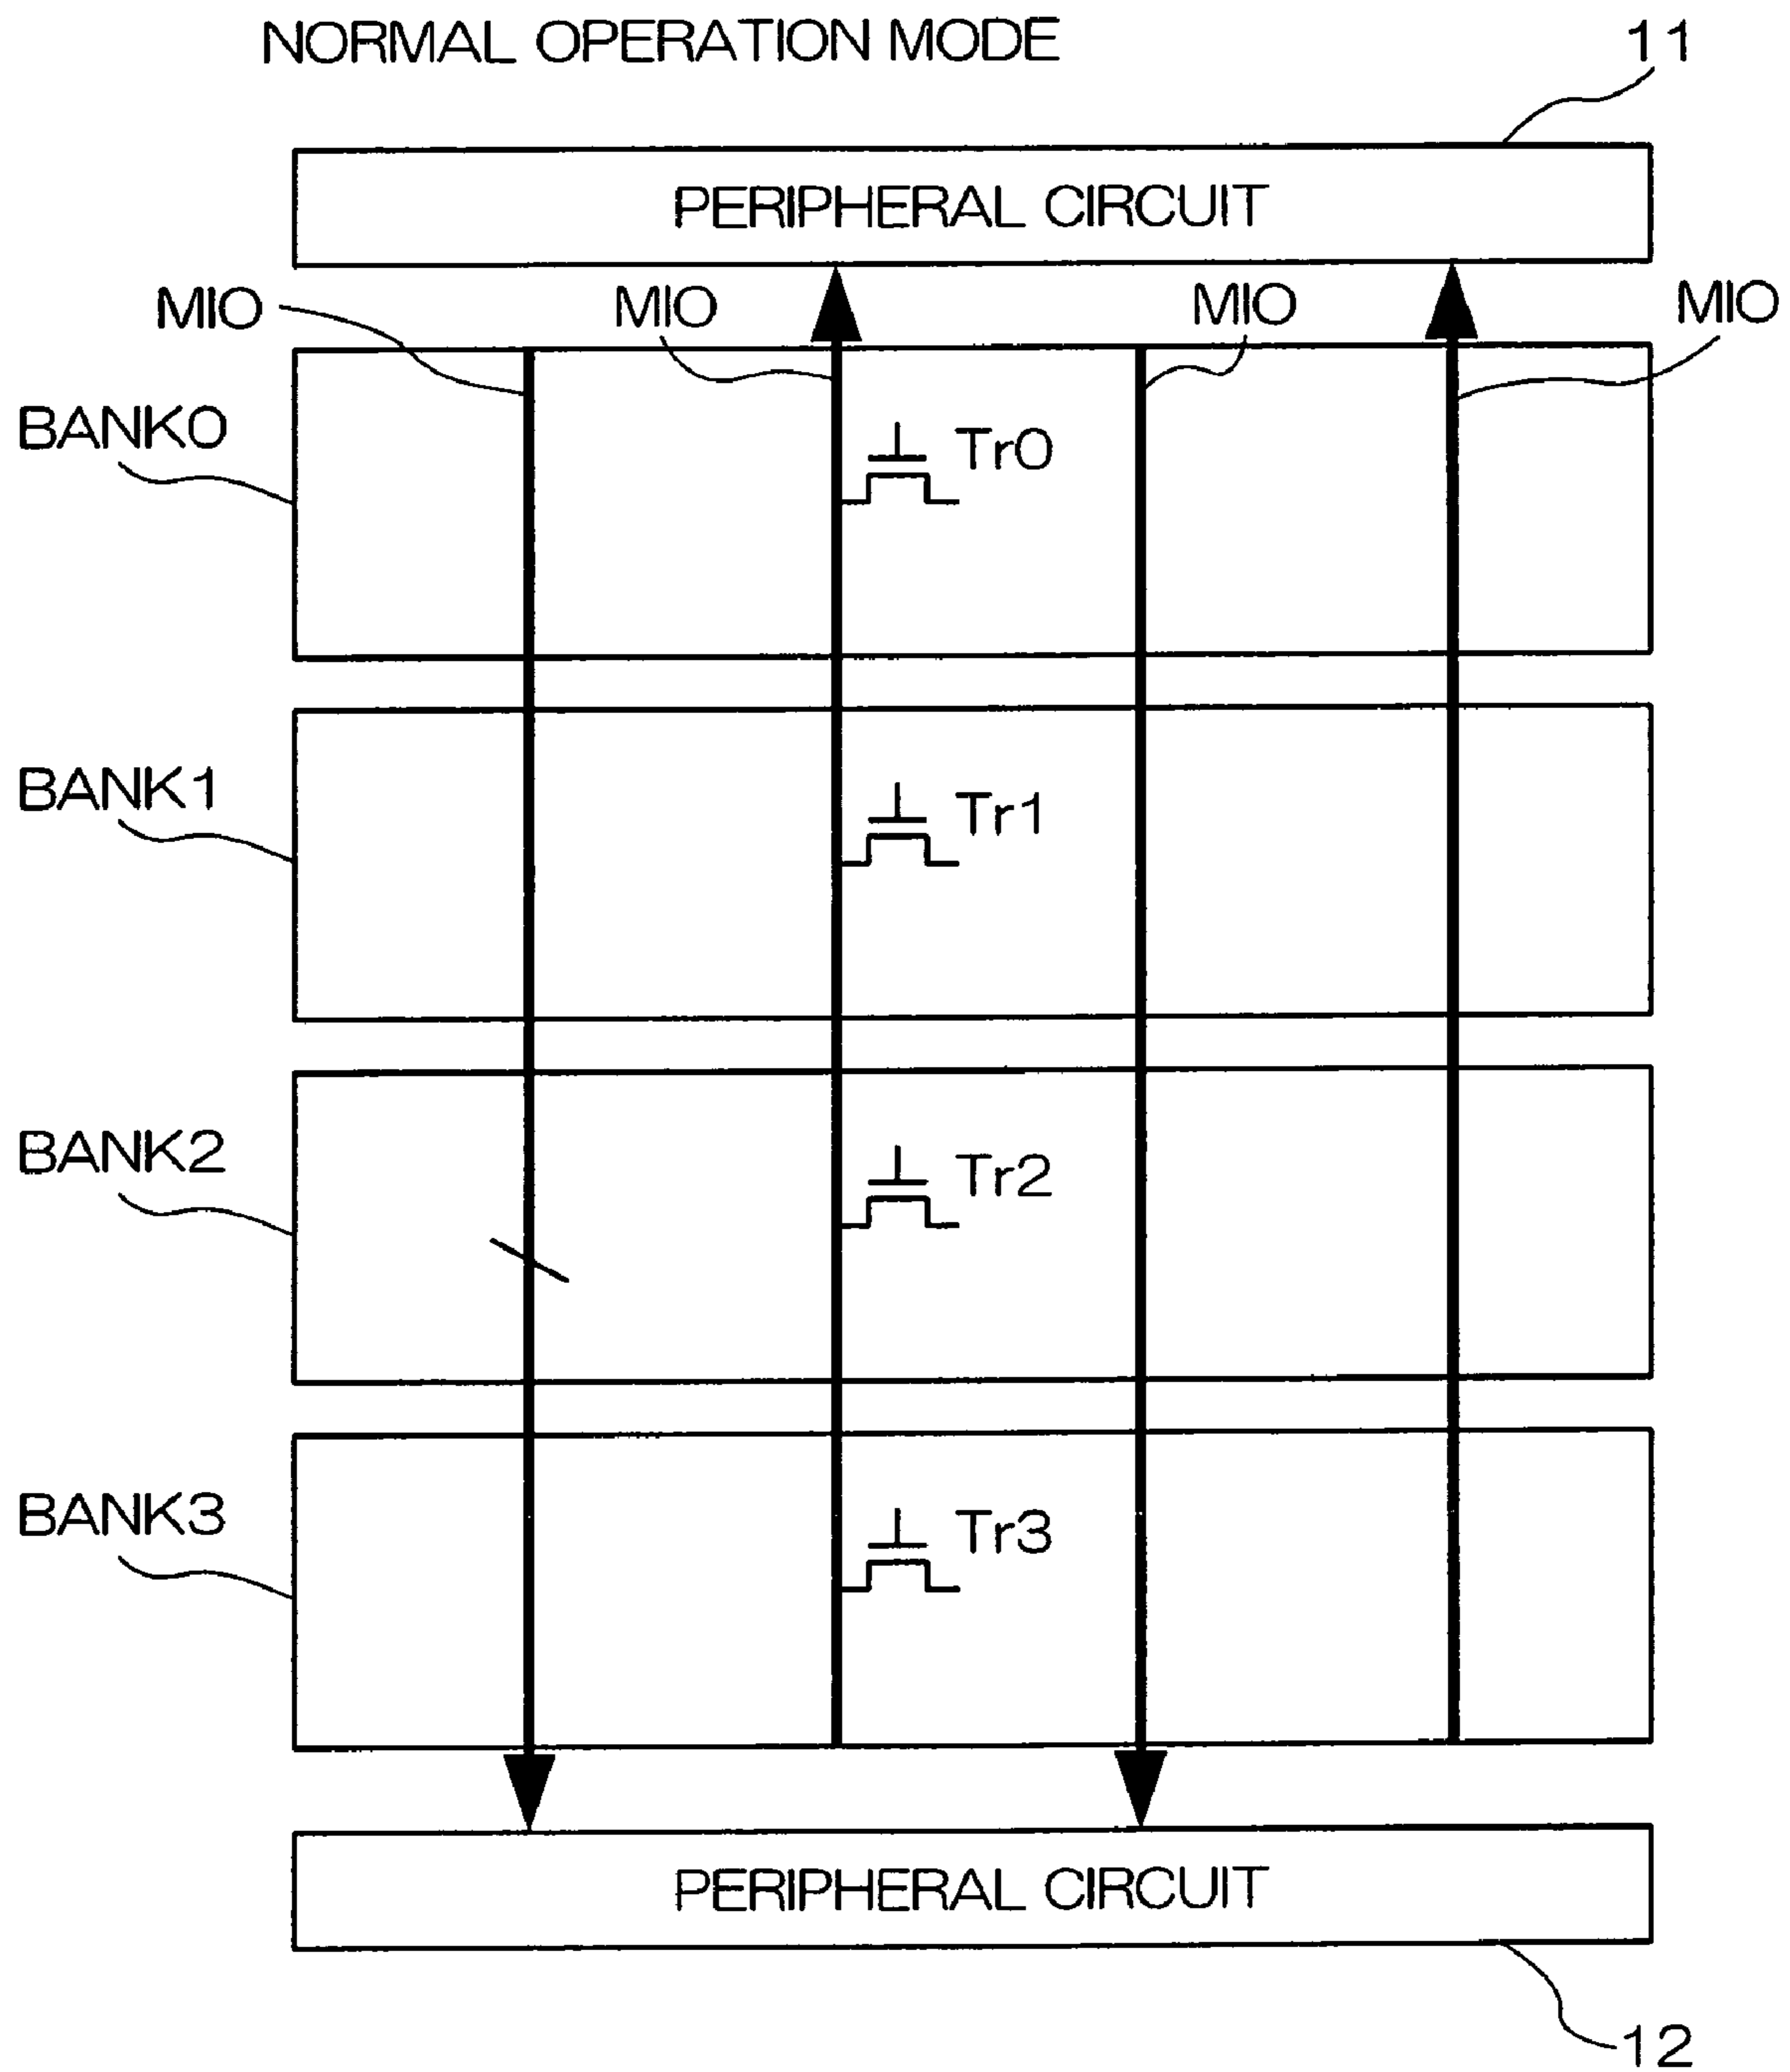 NORMAL OPERATION MODE
11
PERIPHERAL CIRCUIT
MIO
MIO
MIO
MIO
BANK0
Tr0
BANK1
Tr1
BANK2
Tr2
BANK3
Tr3
PERIPHERAL CIRCUIT
12